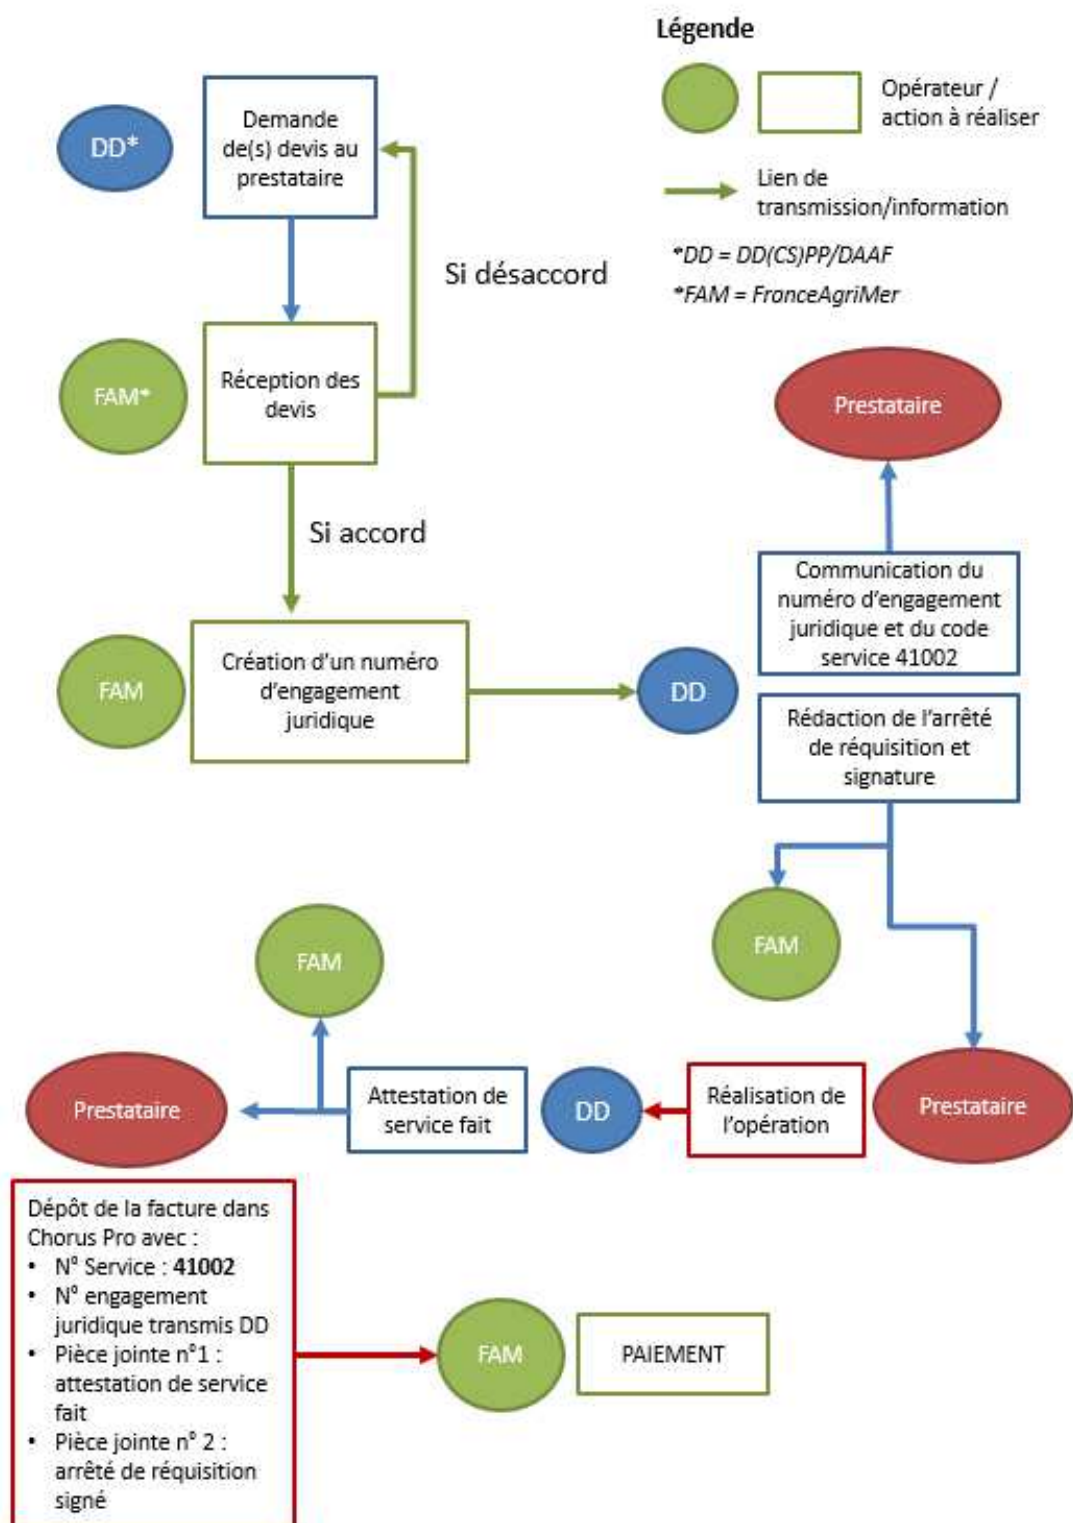 Légende
Opérateur /
action à réaliser
Lien de
transmission/information
*DD = DD(CS)PP/DAAF
*FAM = FranceAgriMer
DD*
Demande
de(s) devis au
prestataire
Si désaccord
FAM*
Réception des
devis
Prestataire
Si accord
Communication du
numéro d'engagement
juridique et du code
service 41002
FAM
Création d'un numéro
d'engagement
juridique
DD
Rédaction de l'arrêté
de réquisition et
signature
FAM
FAM
Prestataire
Attestation de
service fait
DD
Réalisation de
l'opération
Prestataire
Dépôt de la facture dans
Chorus Pro avec :
• N° Service : 41002
• N° engagement
juridique transmis DD
• Pièce jointe n°1 :
attestation de service
fait
• Pièce jointe n° 2 :
arrêté de réquisition
signé
FAM
PAIEMENT